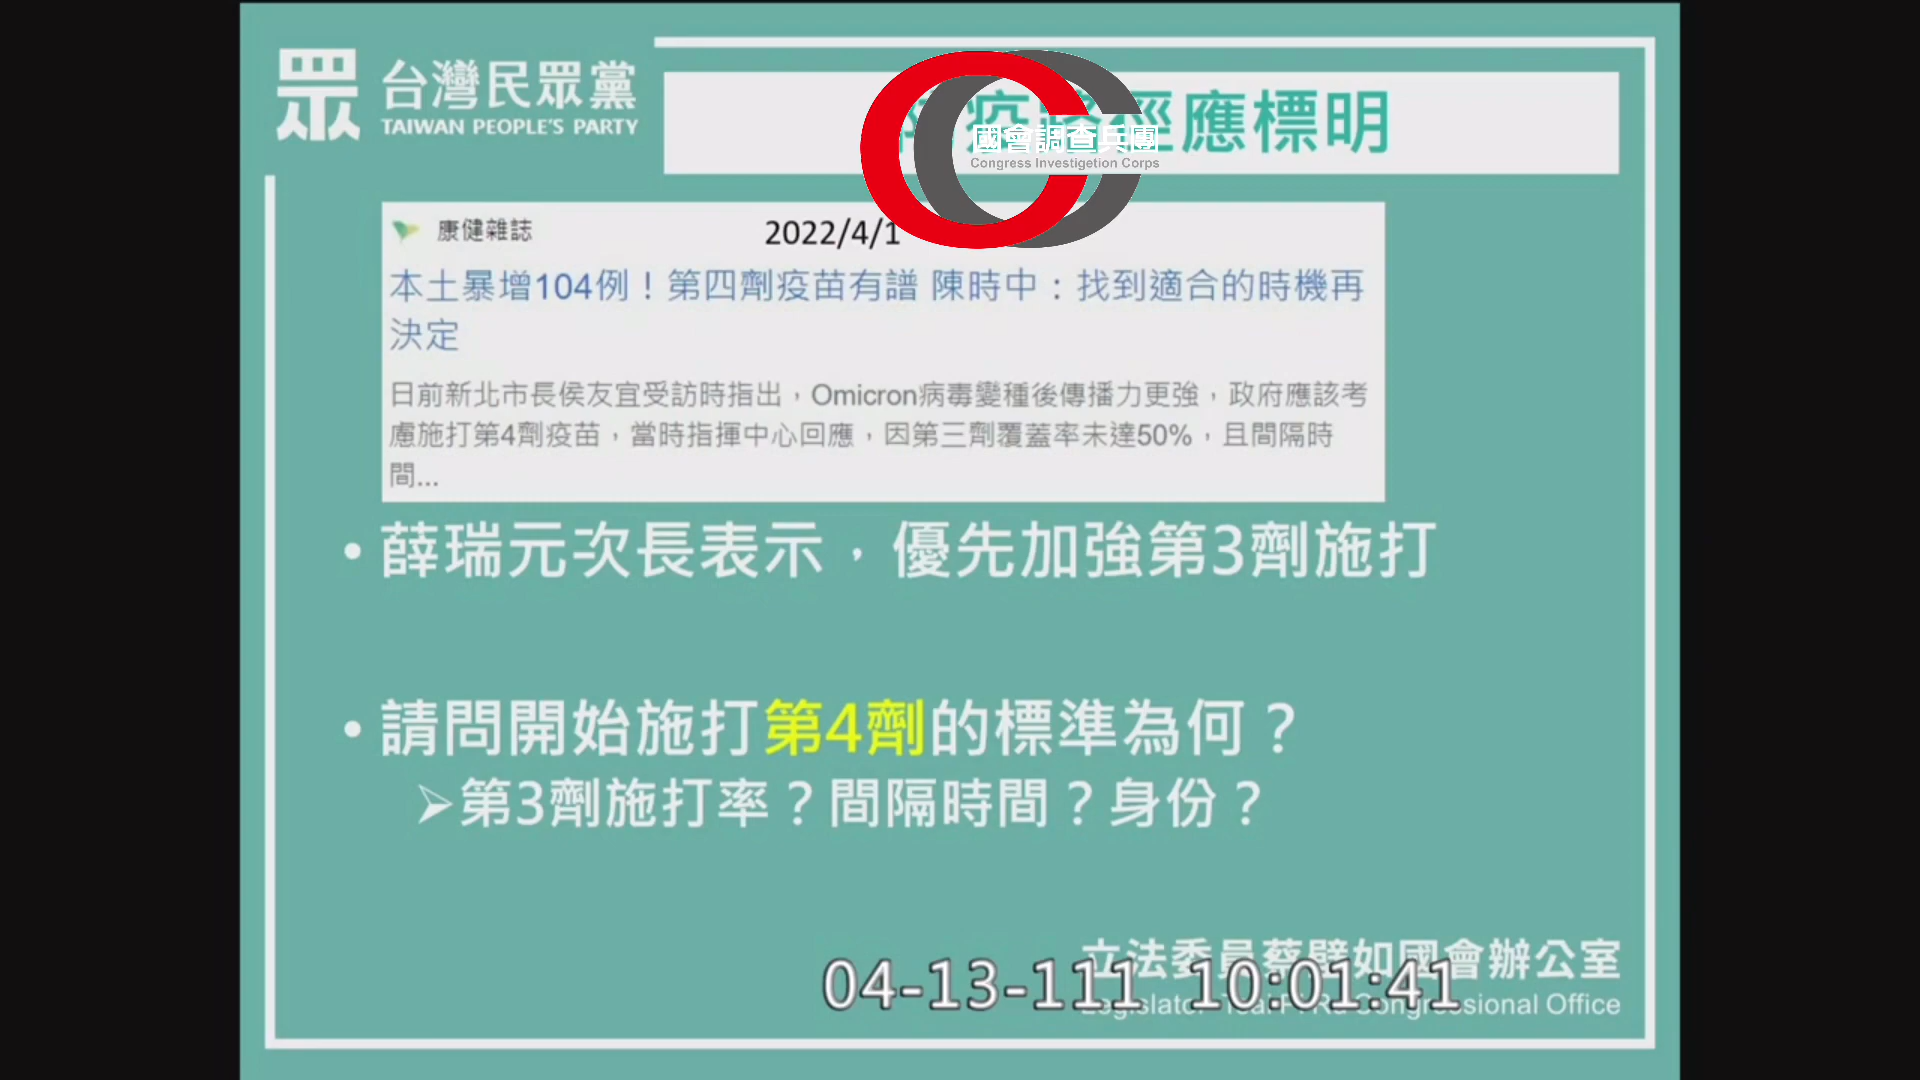 眾 台灣民眾黨
TAIWAN PEOPLE'S PARTY
疫路徑應標明
國會調查兵團
Congress Investigetion Corps
康健雜誌
2022/4/1
本土暴增104例！第四劑疫苗有譜 陳時中：找到適合的時機再
決定
日前新北市長侯友宜受訪時指出，Omicron病毒變種後傳播力更強，政府應該考
慮施打第4劑疫苗，當時指揮中心回應，因第三劑覆蓋率未達50%，且間隔時
間...
•薛瑞元次長表示，優先加強第3劑施打
•請問開始施打第4劑的標準為何？
➢第3劑施打率？間隔時間？身份？
立法委員蔡壁如國會辦公室
Congressional Office
04-13-111 10:01:41